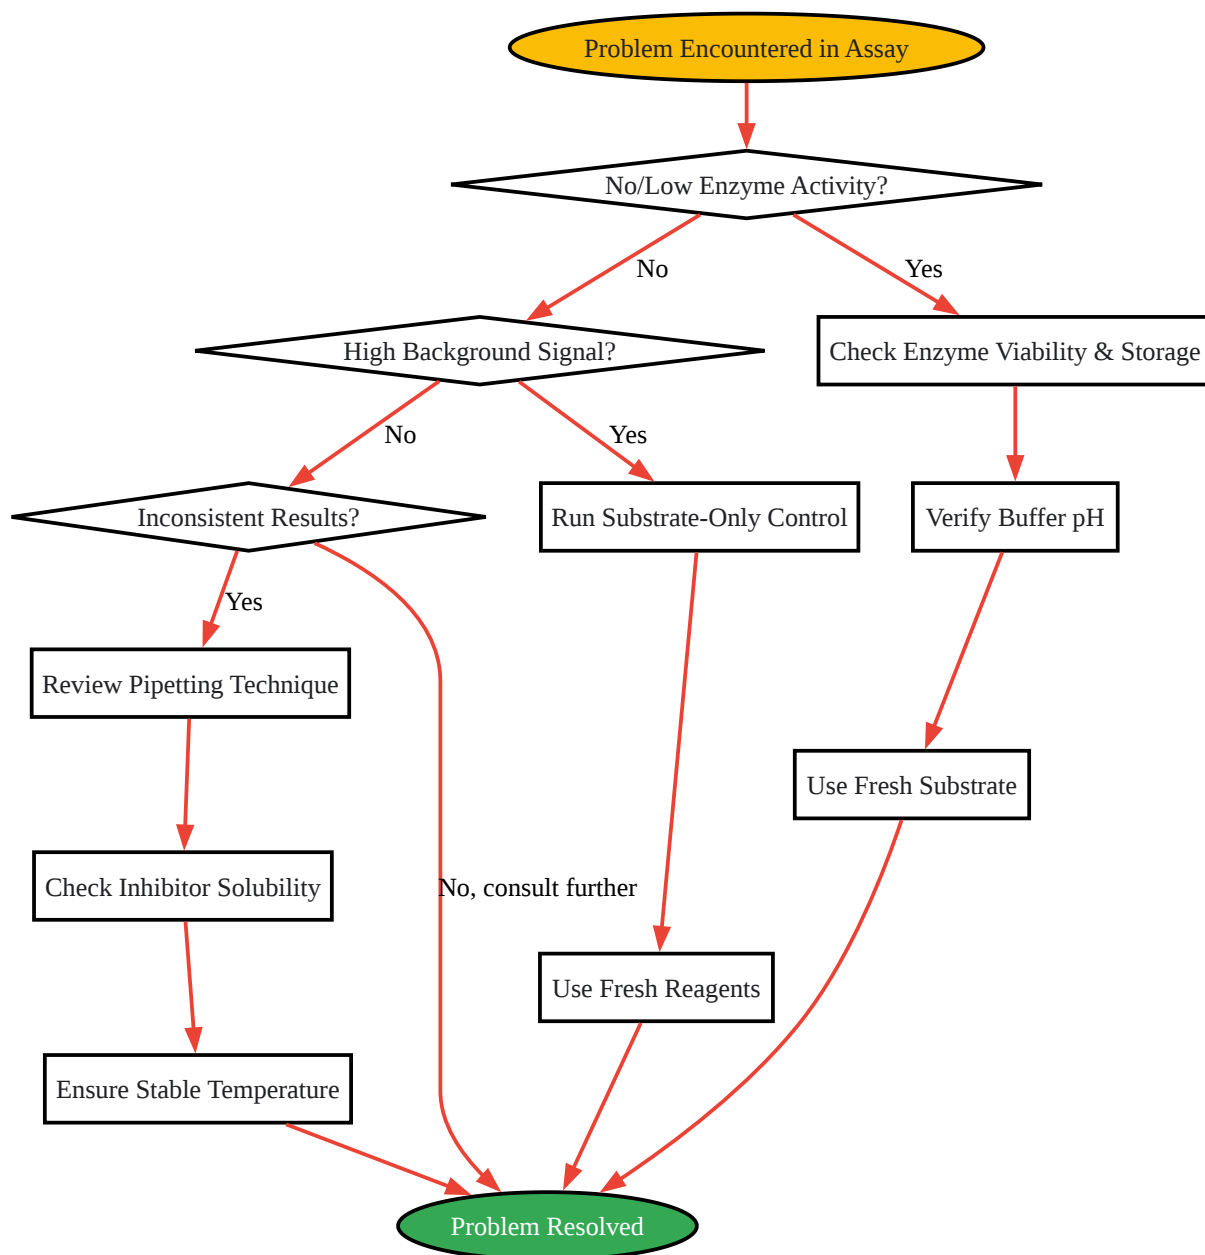 Problem Encountered in Assay
No/Low Enzyme Activity?
No
Yes
High Background Signal?
Check Enzyme Viability & Storage
No
Yes
Inconsistent Results?
Run Substrate-Only Control
Verify Buffer pH
Yes
Review Pipetting Technique
Use Fresh Substrate
Check Inhibitor Solubility
No, consult further
Use Fresh Reagents
Ensure Stable Temperature
Problem Resolved